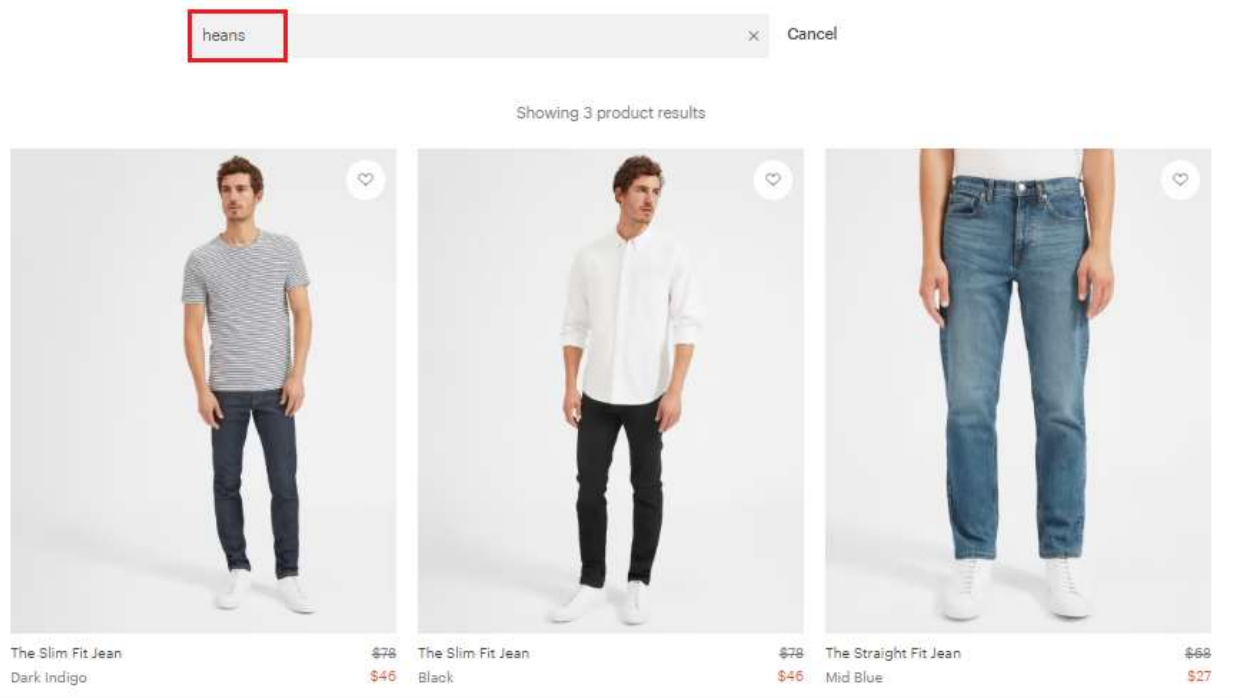 heans × Cancel
Showing 3 product results
The Slim Fit Jean $78 The Slim Fit Jean $78 The Straight Fit Jean $68
Dark Indigo $46 Black $46 Mid Blue $27